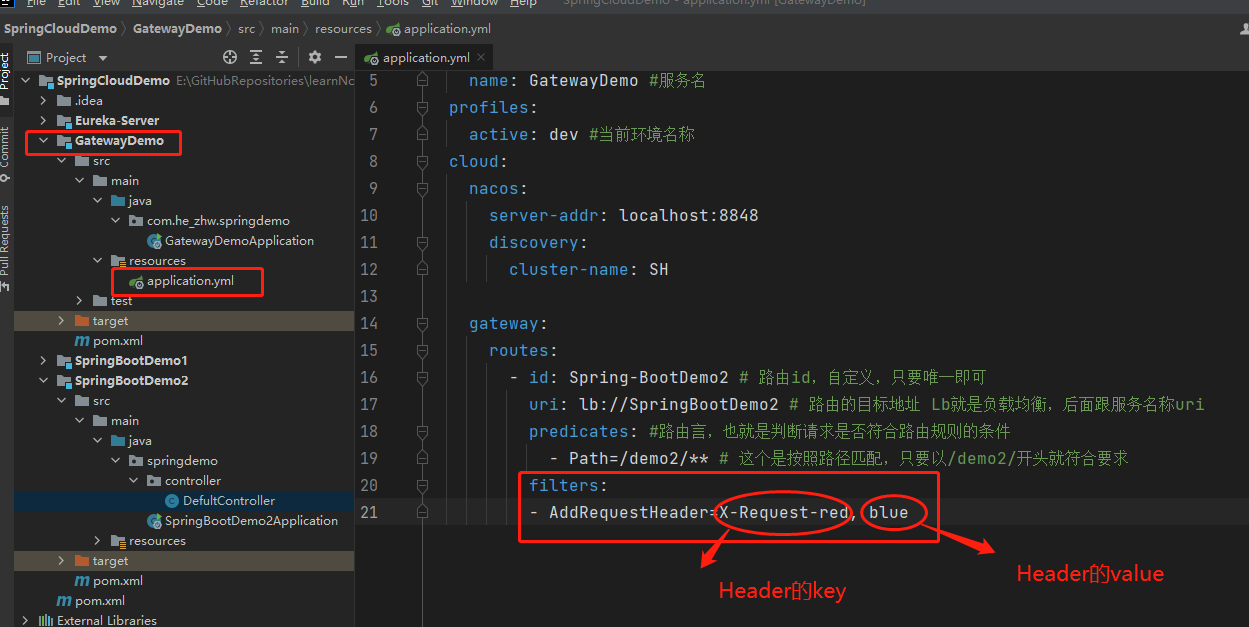 File Edit View Navigate Code Refactor Build Run Tools Git Window Help SpringCloudDemo - application.yml [GatewayDemo]
SpringCloudDemo GatewayDemo src main resources application.yml
Project
application.yml
Project
Commit
Pull Requests
SpringCloudDemo E:\GitHubRepositories\learnNo
.idea
Eureka-Server
GatewayDemo
src
main
java
com.he_zhw.springdemo
GatewayDemoApplication
resources
application.yml
test
target
pom.xml
SpringBootDemo1
SpringBootDemo2
src
main
java
springdemo
controller
DefultController
SpringBootDemo2Application
resources
target
pom.xml
pom.xml
External Libraries
5 name: GatewayDemo #服务名
6 profiles:
7 active: dev #当前环境名称
8 cloud:
9 nacos:
10 server-addr: localhost:8848
11 discovery:
12 cluster-name: SH
13
14 gateway:
15 routes:
16 - id: Spring-BootDemo2 # 路由id，自定义，只要唯一即可
17 uri: lb://SpringBootDemo2 # 路由的目标地址 Lb就是负载均衡，后面跟服务名称uri
18 predicates: #路由言，也就是判断请求是否符合路由规则的条件
19 - Path=/demo2/** # 这个是按照路径匹配，只要以/demo2/开头就符合要求
20 filters:
21 - AddRequestHeader=X-Request-red, blue
Header的key
Header的value